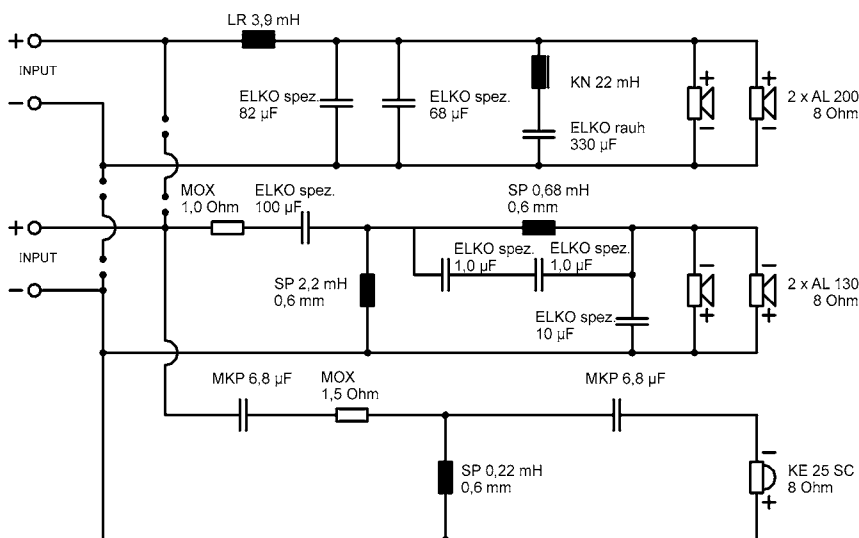 LR 3,9 mH
+
INPUT
−
ELKO spez.
82 µF
ELKO spez.
68 µF
KN 22 mH
ELKO rauh
330 µF
+
−
+
−
2 x AL 200
8 Ohm
+
INPUT
−
MOX
1,0 Ohm
ELKO spez.
100 µF
SP 0,68 mH
0,6 mm
ELKO spez.
1,0 µF
ELKO spez.
1,0 µF
SP 2,2 mH
0,6 mm
ELKO spez.
10 µF
−
+
−
+
2 x AL 130
8 Ohm
MKP 6,8 µF
MOX
1,5 Ohm
MKP 6,8 µF
SP 0,22 mH
0,6 mm
−
+
KE 25 SC
8 Ohm